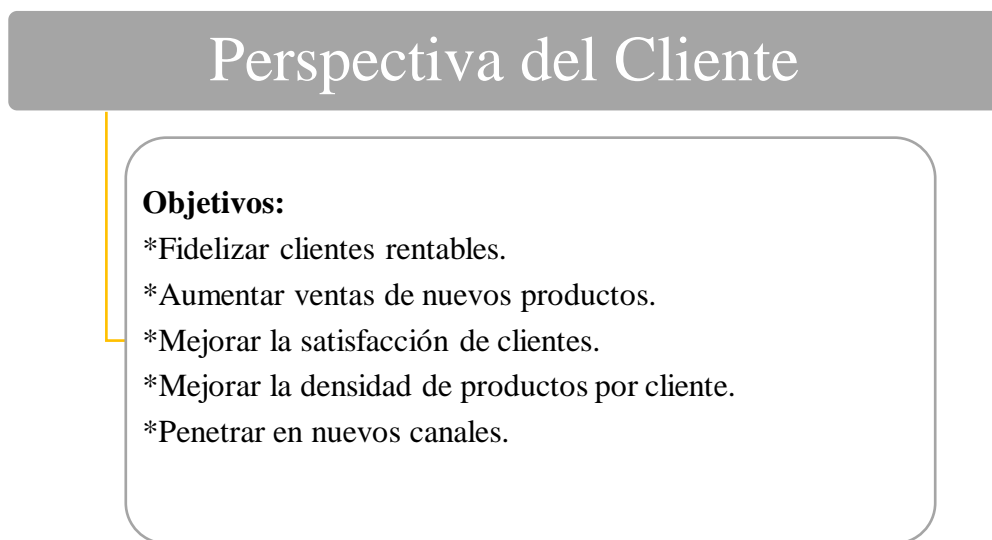 Perspectiva del Cliente
Objetivos:
*Fidelizar clientes rentables.
*Aumentar ventas de nuevos productos.
*Mejorar la satisfacción de clientes.
*Mejorar la densidad de productos por cliente.
*Penetrar en nuevos canales.